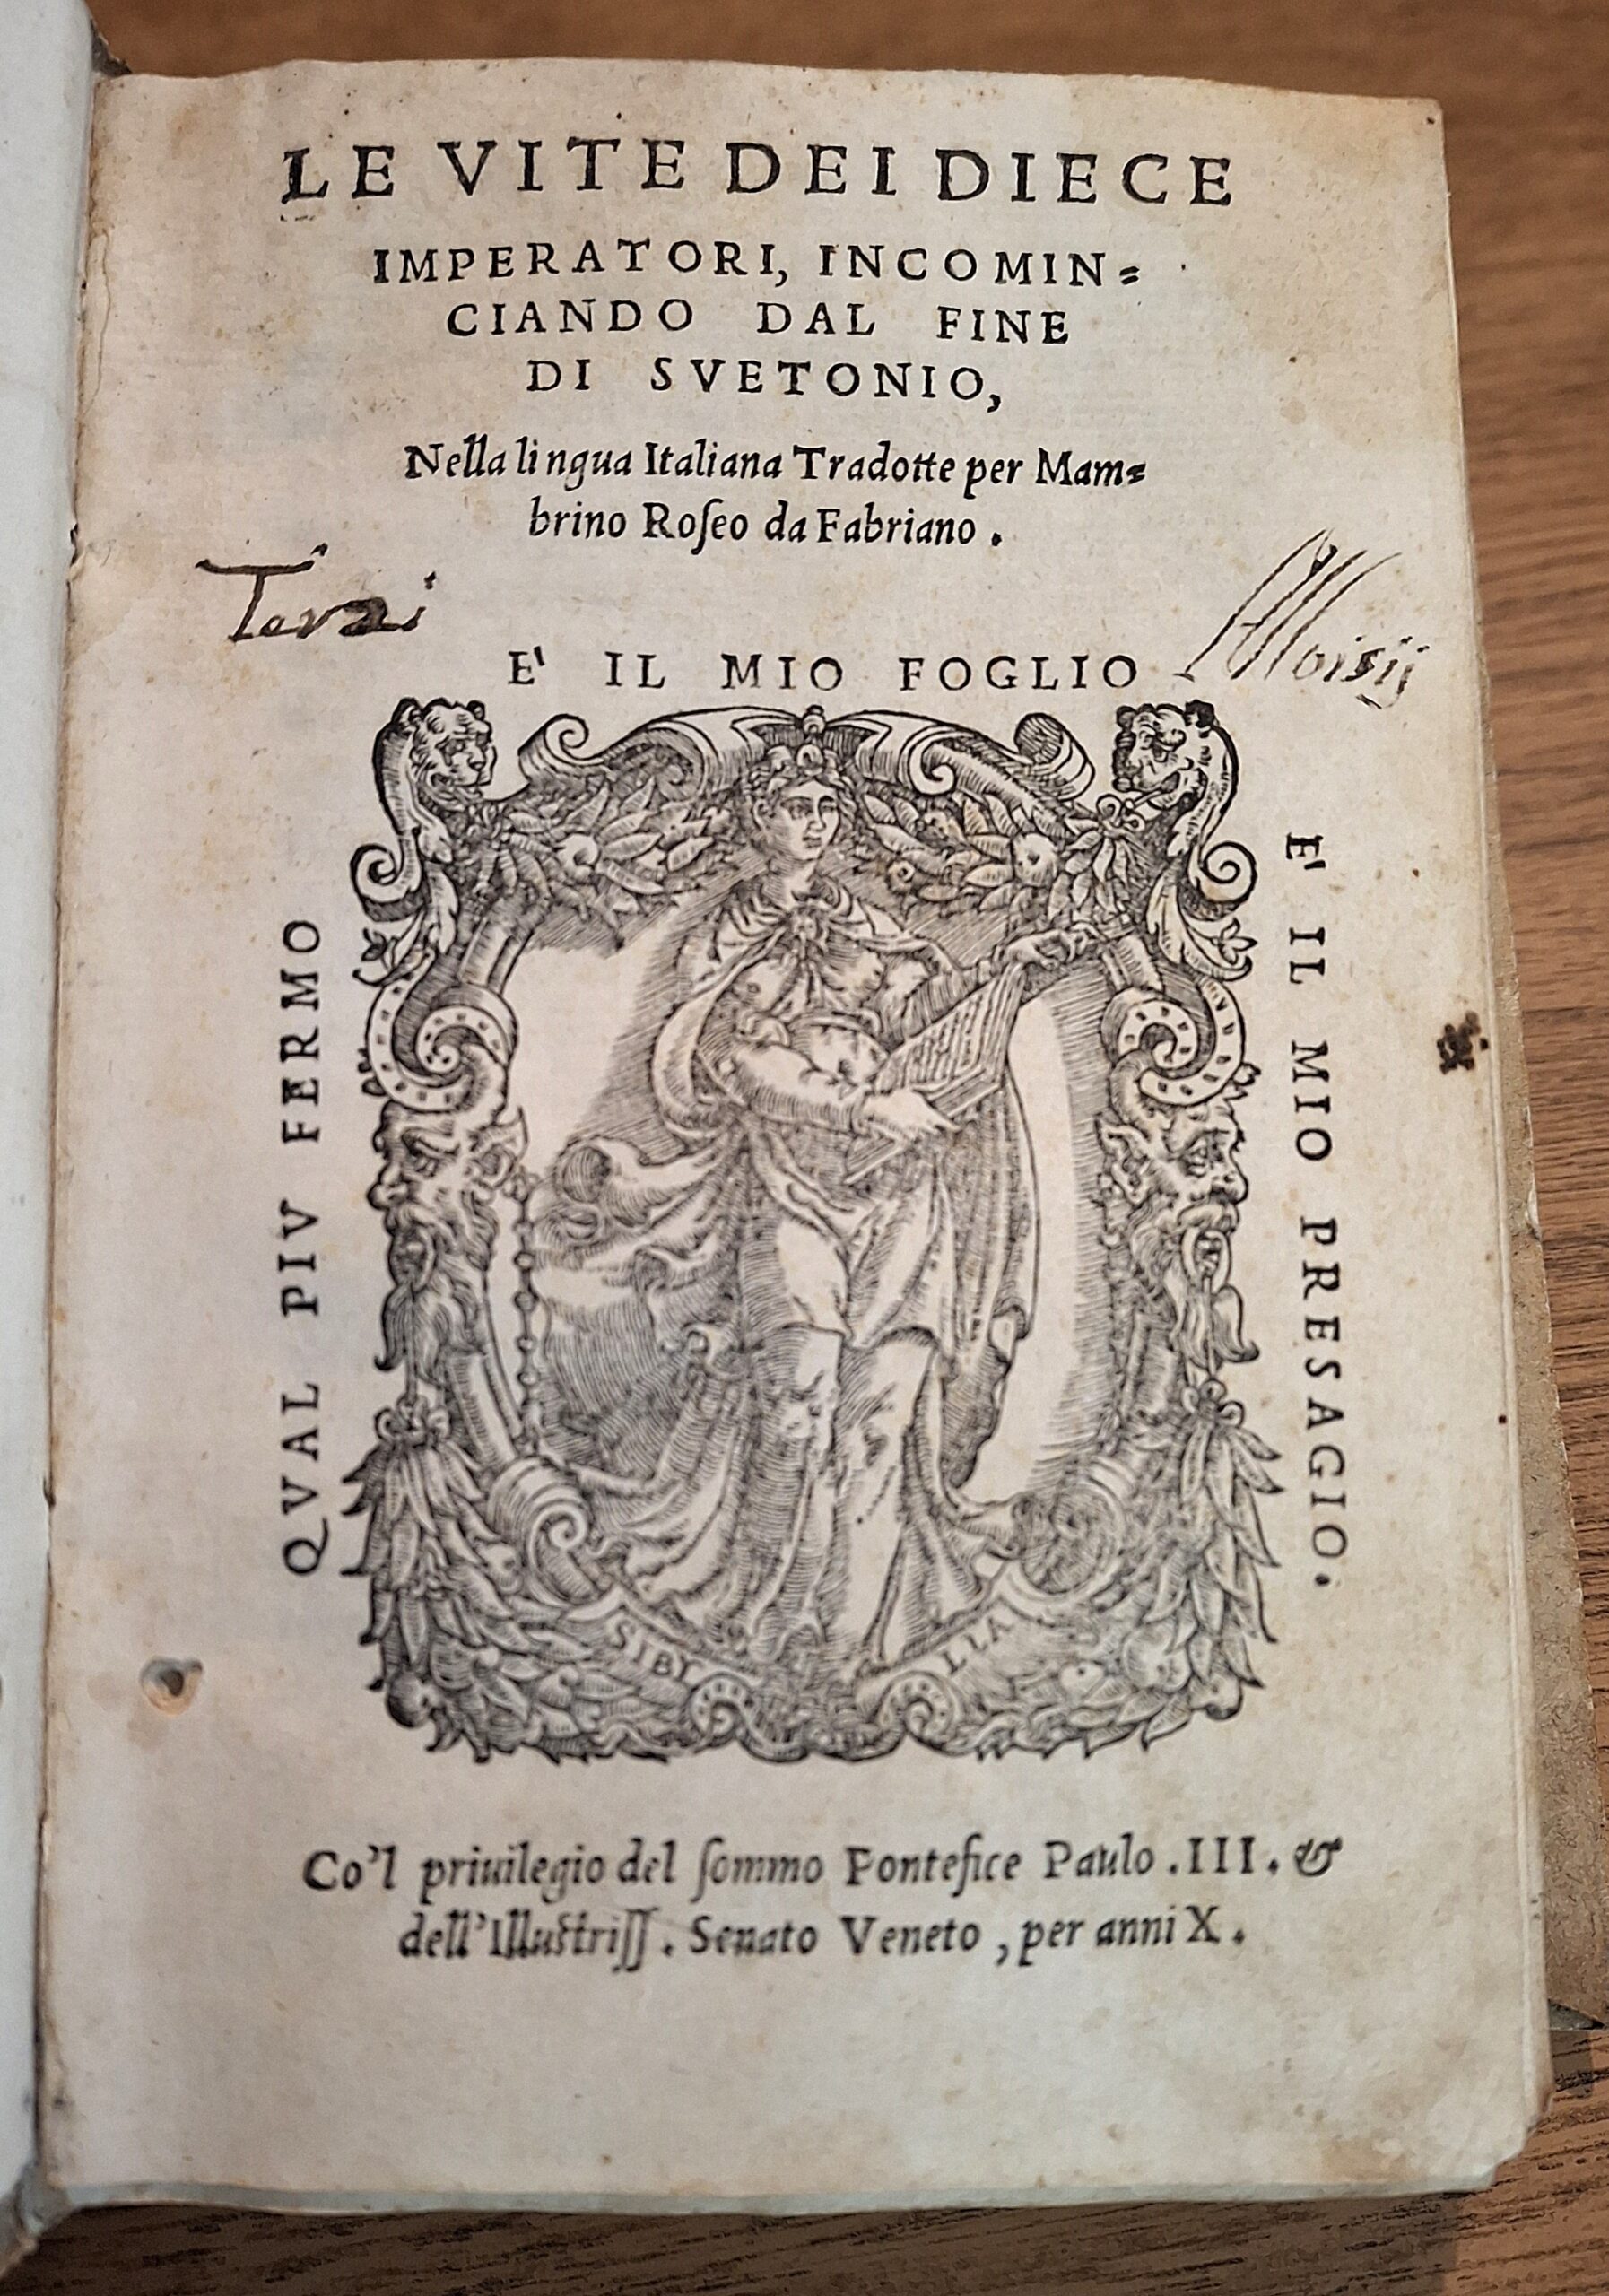 LE VITE DEI DIECE
IMPERATORI, INCOMIN=
CIANDO DAL FINE
DI SVETONIO,
Nella lingua Italiana Tradotte per Mam=
brino Roſeo da Fabriano .
Terzi
Alloisij
E' IL MIO FOGLIO
QVAL PIV FERMO
E' IL MIO PRESAGIO.
SIBY
LLA
Co'l priuilegio del ſommo Pontefice Paulo .III. &
dell'Illuſtriſſ. Senato Veneto , per anni X .